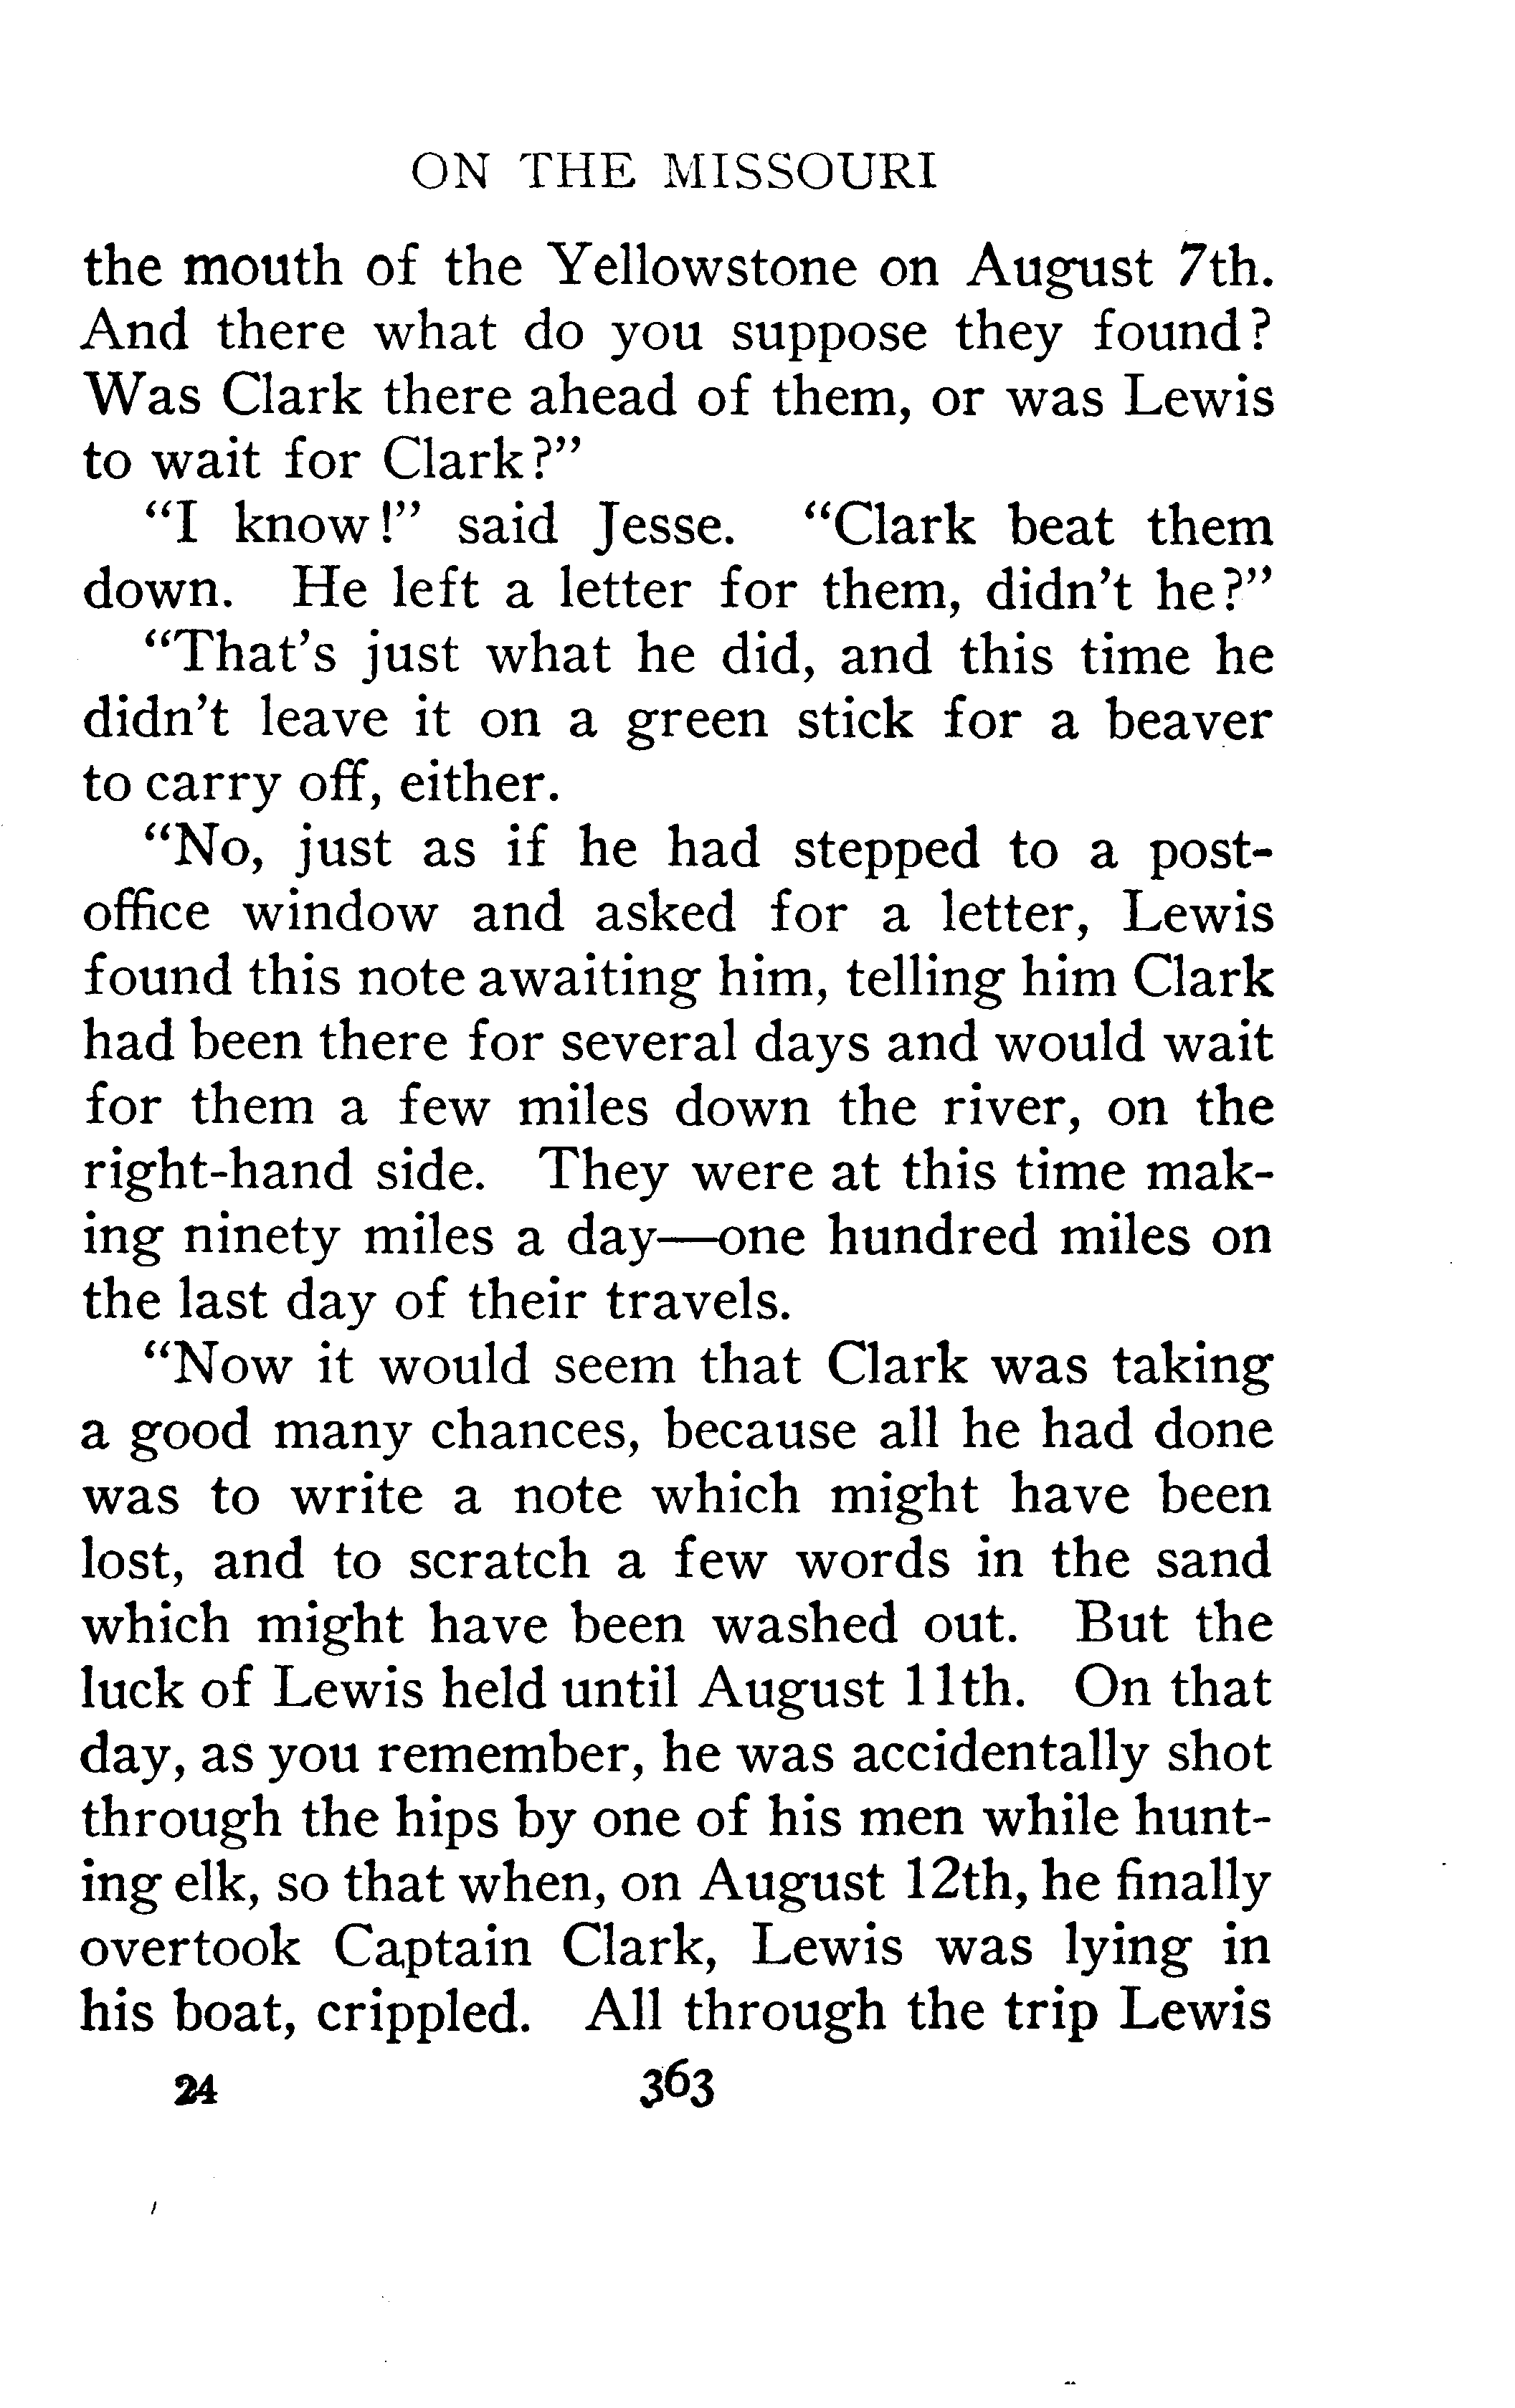 ON THE MISSOURI
the mouth of the Yellowstone on August 7th.
And there what do you suppose they found?
Was Clark there ahead of them, or was Lewis
to wait for Clark?”
“I know!” said Jesse. “Clark beat them
down. He left a letter for them, didn't he?”
“That's just what he did, and this time he
didn't leave it on a green stick for a beaver
to carry off, either.
“No, just as if he had stepped to a post-
office window and asked for a letter, Lewis
found this note awaiting him, telling him Clark
had been there for several days and would wait
for them a few miles down the river, on the
right-hand side. They were at this time mak-
ing ninety miles a day—one hundred miles on
the last day of their travels.
“Now it would seem that Clark was taking
a good many chances, because all he had done
was to write a note which might have been
lost, and to scratch a few words in the sand
which might have been washed out. But the
luck of Lewis held until August 11th. On that
day, as you remember, he was accidentally shot
through the hips by one of his men while hunt-
ing elk, so that when, on August 12th, he finally
overtook Captain Clark, Lewis was lying in
his boat, crippled. All through the trip Lewis
24 363